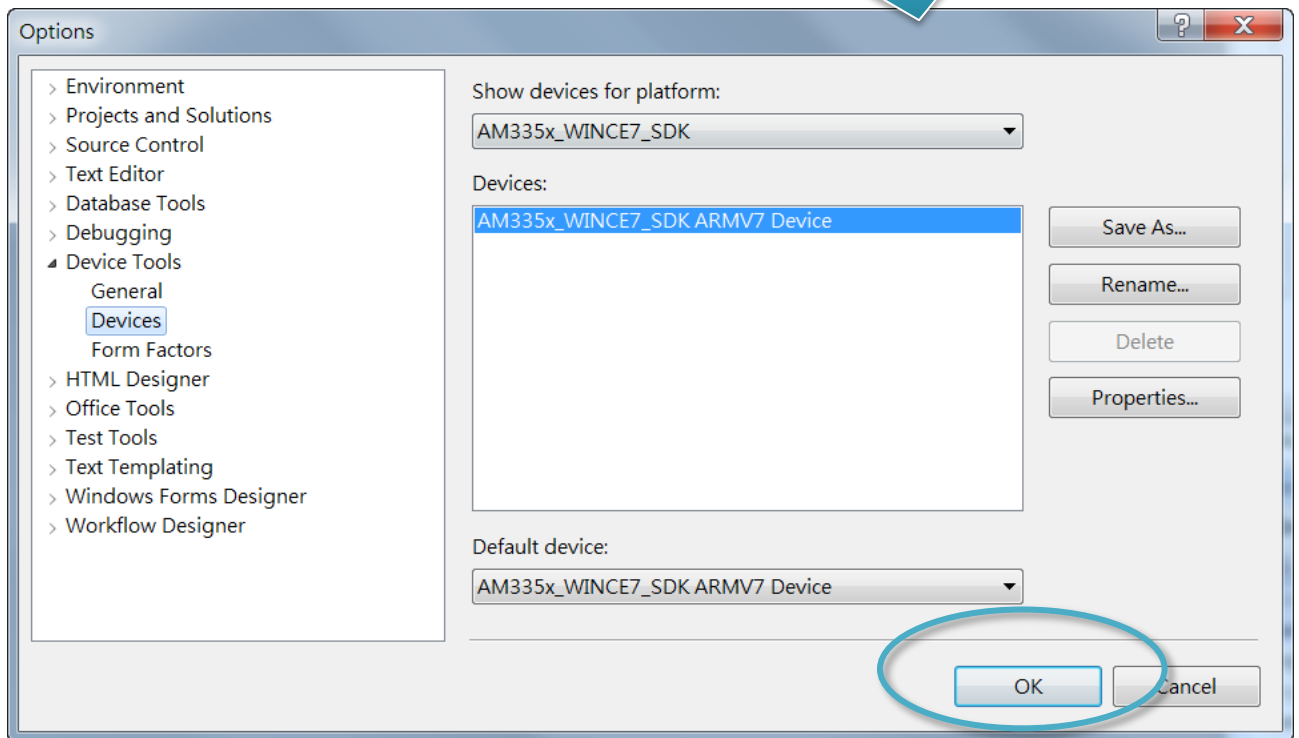 Options
Environment
Projects and Solutions
Source Control
Text Editor
Database Tools
Debugging
Device Tools
General
Devices
Form Factors
HTML Designer
Office Tools
Test Tools
Text Templating
Windows Forms Designer
Workflow Designer
Show devices for platform:
AM335x_WINCE7_SDK
Devices:
AM335x_WINCE7_SDK ARMV7 Device
Save As...
Rename...
Delete
Properties...
Default device:
AM335x_WINCE7_SDK ARMV7 Device
OK
Cancel